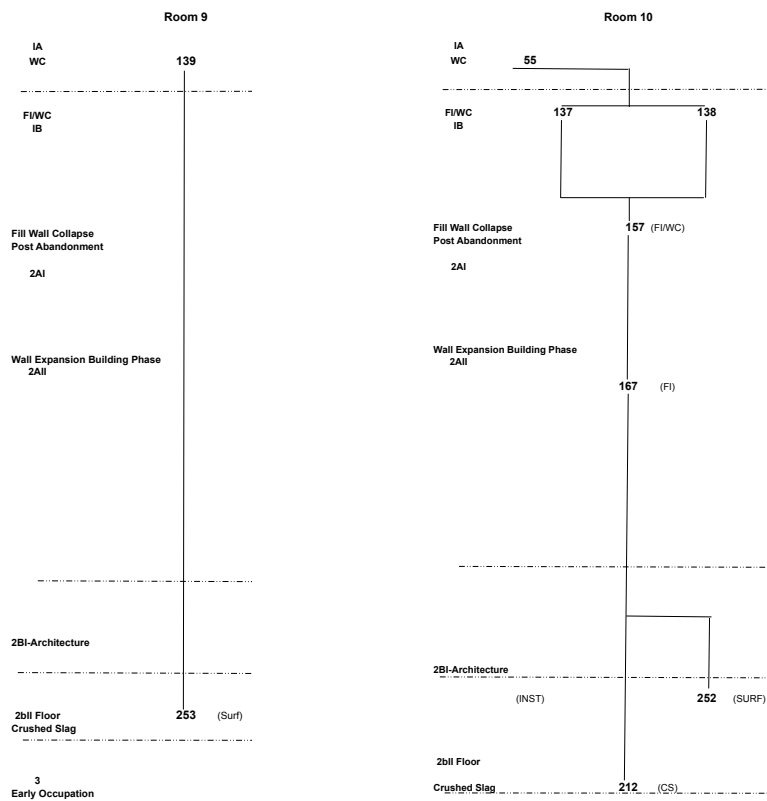 Room 9
IA
WC 139
FI/WC
IB
Fill Wall Collapse
Post Abandonment
2AI
Wall Expansion Building Phase
2AII
2BI-Architecture
2bII Floor 253 (Surf)
Crushed Slag
3
Early Occupation
Room 10
IA
WC 55
FI/WC 137 138
IB
Fill Wall Collapse 157 (FI/WC)
Post Abandonment
2AI
Wall Expansion Building Phase
2AII
167 (FI)
2BI-Architecture
(INST) 252 (SURF)
2bII Floor
Crushed Slag 212 (CS)